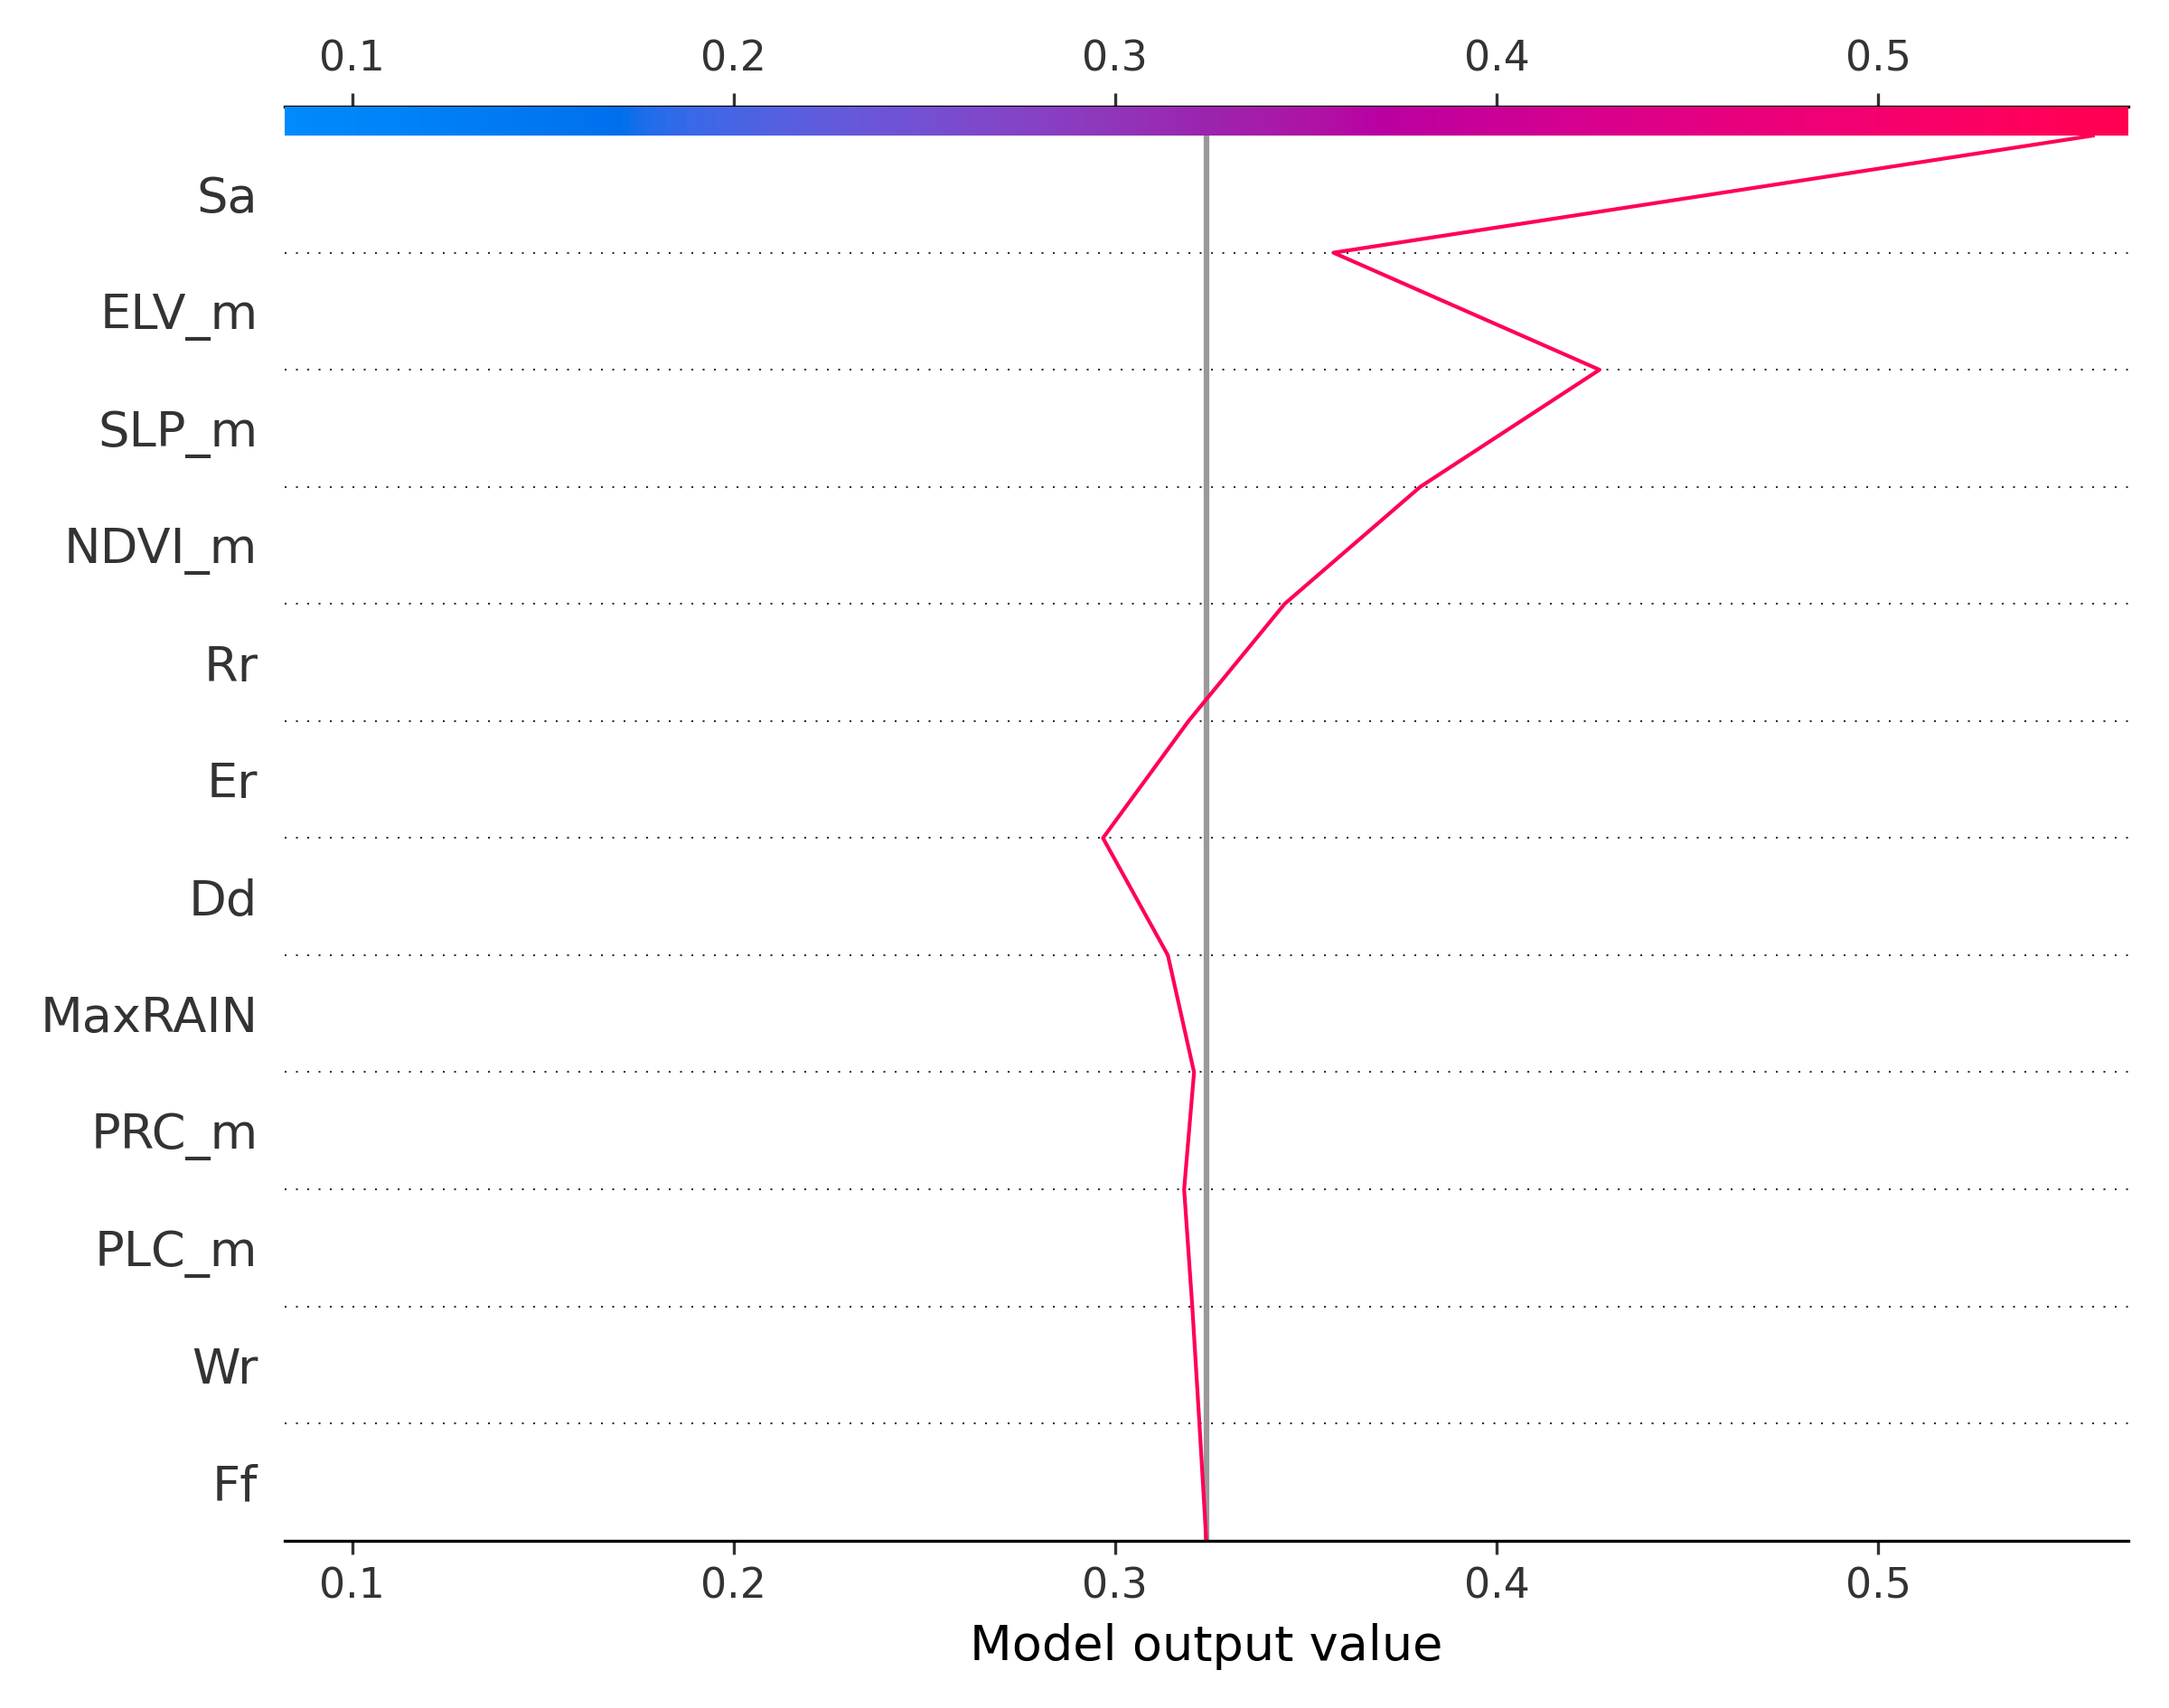 0.1 0.2 0.3 0.4 0.5
Sa
ELV_m
SLP_m
NDVI_m
Rr
Er
Dd
MaxRAIN
PRC_m
PLC_m
Wr
Ff
0.1 0.2 0.3 0.4 0.5
Model output value